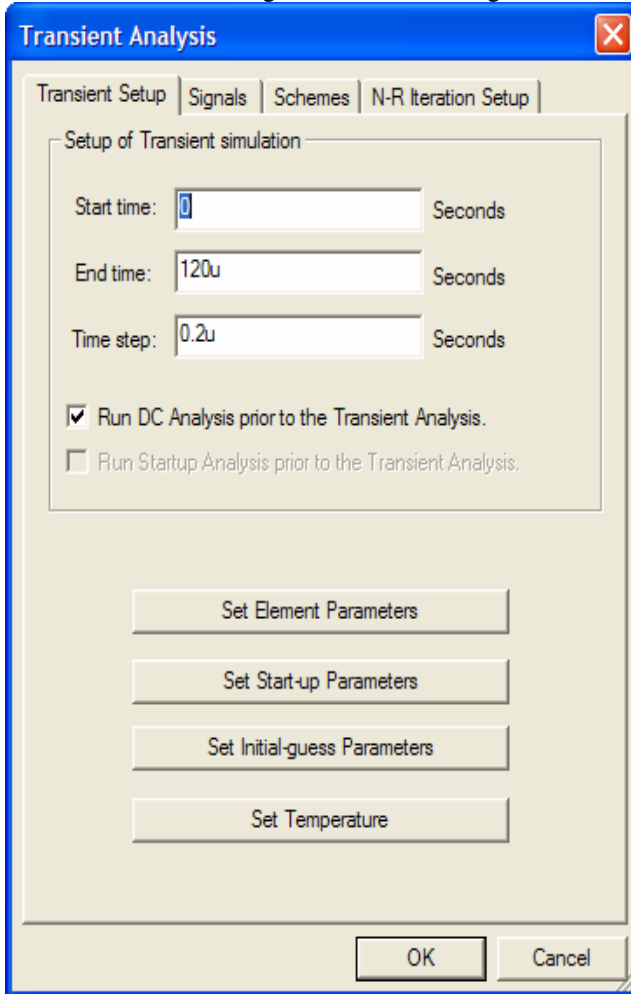 Transient Analysis
Transient Setup Signals Schemes N-R Iteration Setup
Setup of Transient simulation
Start time: 0 Seconds
End time: 120u Seconds
Time step: 0.2u Seconds
Run DC Analysis prior to the Transient Analysis.
Run Startup Analysis prior to the Transient Analysis.
Set Element Parameters
Set Start-up Parameters
Set Initial-guess Parameters
Set Temperature
OK Cancel